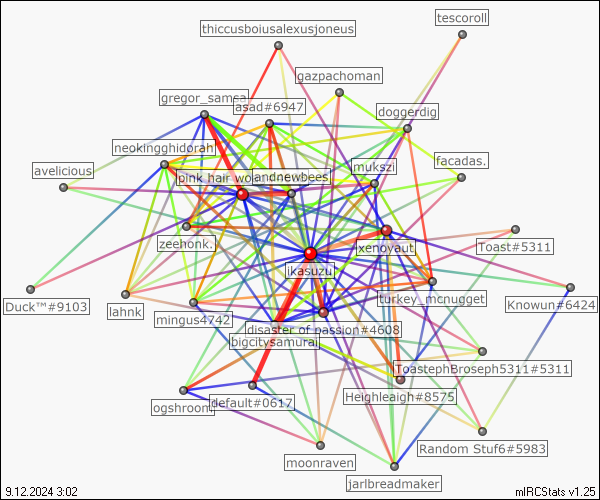 tescoroll
thiccusboiusalexusjoneus
gazpachoman
gregor_samsa
asad#6947
doggerdig
neokingghidorah
avelicious
pink hair wo
andnewbees
mukszi
facadas.
zeehonk.
xenoyaut
Toast#5311
ikasuzu
Duck™#9103
lahnk
mingus4742
turkey_mcnugget
Knowun#6424
disaster of passion#4608
bigcitysamurai
ToastephBroseph5311#5311
Heighleaigh#8575
ogshroom
default#0617
Random Stuf6#5983
moonraven
jarlbreadmaker
9.12.2024 3:02
mIRCStats v1.25